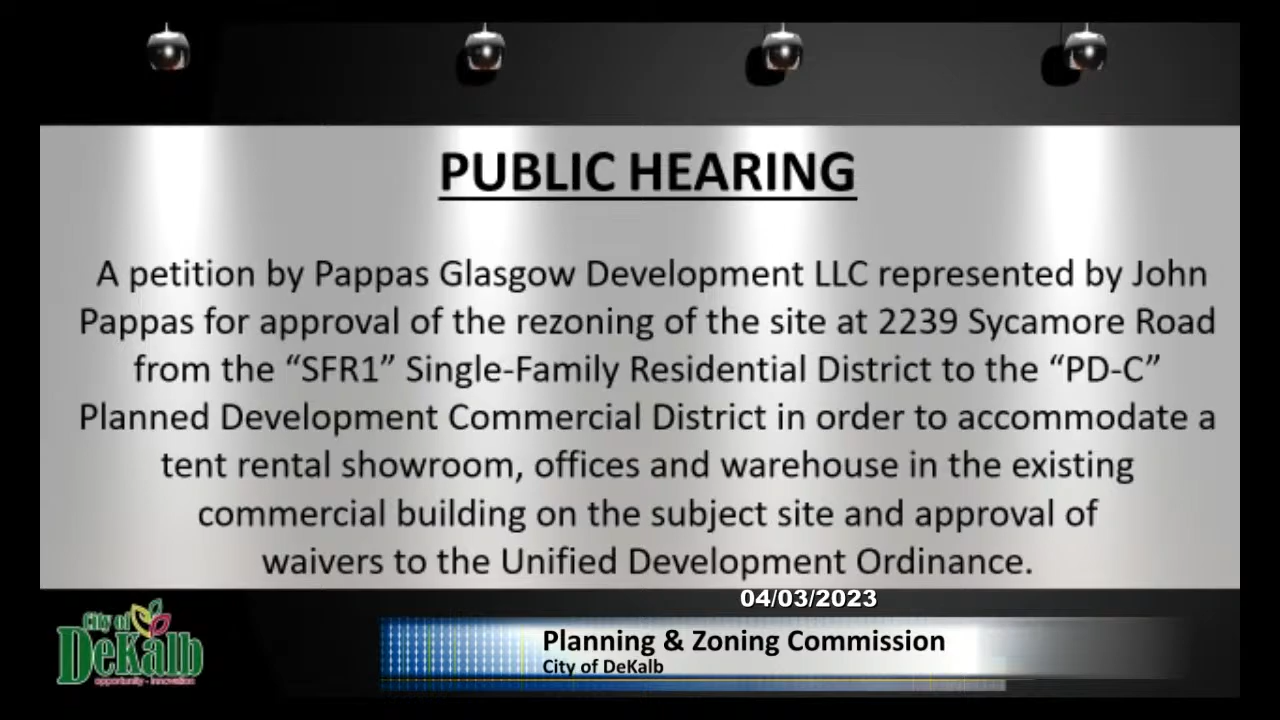 PUBLIC HEARING
A petition by Pappas Glasgow Development LLC represented by John
Pappas for approval of the rezoning of the site at 2239 Sycamore Road
from the “SFR1” Single-Family Residential District to the “PD-C”
Planned Development Commercial District in order to accommodate a
tent rental showroom, offices and warehouse in the existing
commercial building on the subject site and approval of
waivers to the Unified Development Ordinance.
04/03/2023
City of
DeKalb
opportunity - innovation
Planning & Zoning Commission
City of DeKalb